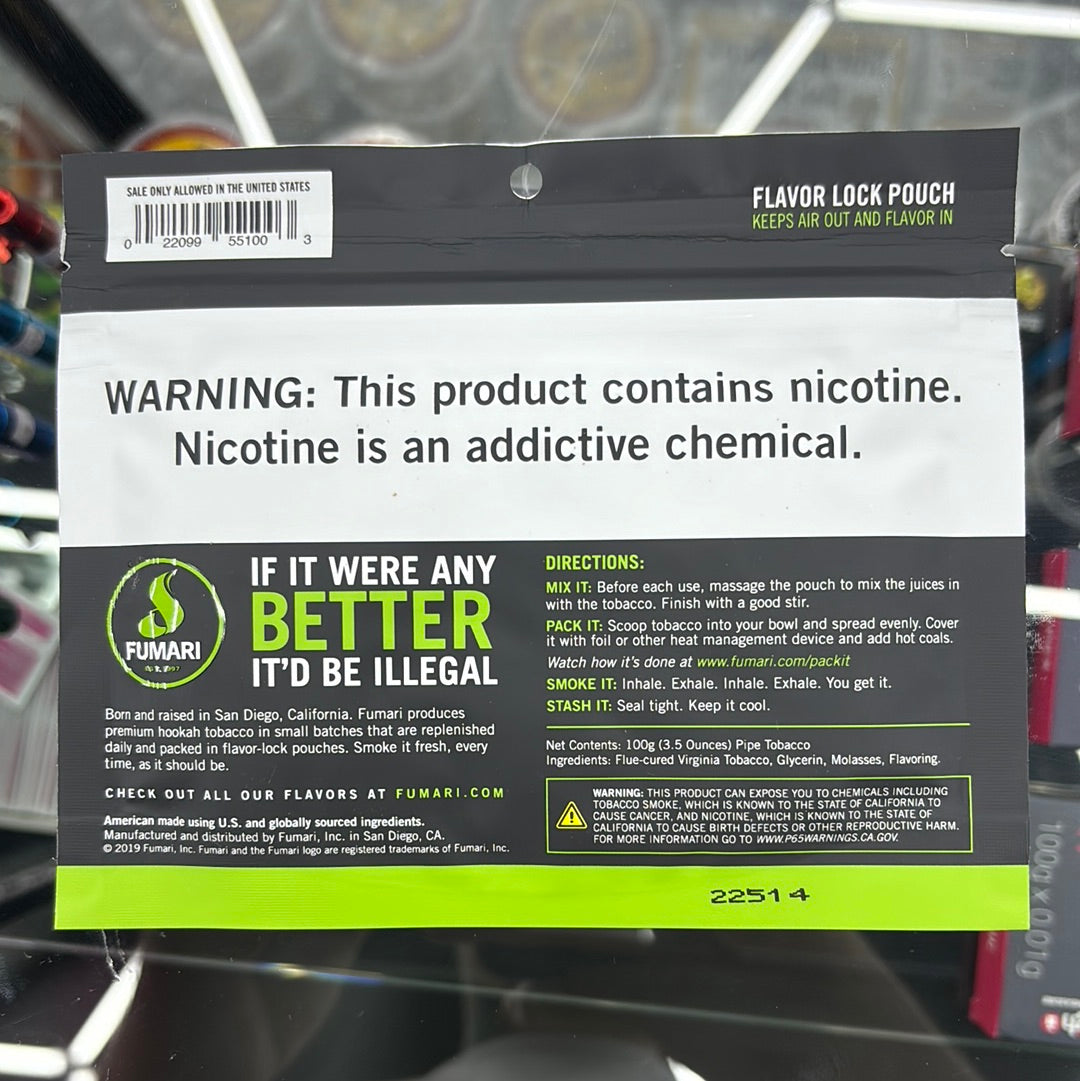 SALE ONLY ALLOWED IN THE UNITED STATES
0 22099 55100 3
FLAVOR LOCK POUCH
KEEPS AIR OUT AND FLAVOR IN
WARNING: This product contains nicotine.
Nicotine is an addictive chemical.
FUMARI
IF IT WERE ANY
BETTER
IT'D BE ILLEGAL
Born and raised in San Diego, California. Fumari produces
premium hookah tobacco in small batches that are replenished
daily and packed in flavor-lock pouches. Smoke it fresh, every
time, as it should be.
CHECK OUT ALL OUR FLAVORS AT FUMARI.COM
American made using U.S. and globally sourced ingredients.
Manufactured and distributed by Fumari, Inc. in San Diego, CA.
© 2019 Fumari, Inc. Fumari and the Fumari logo are registered trademarks of Fumari, Inc.
DIRECTIONS:
MIX IT: Before each use, massage the pouch to mix the juices in
with the tobacco. Finish with a good stir.
PACK IT: Scoop tobacco into your bowl and spread evenly. Cover
it with foil or other heat management device and add hot coals.
Watch how it's done at www.fumari.com/packit
SMOKE IT: Inhale. Exhale. Inhale. Exhale. You get it.
STASH IT: Seal tight. Keep it cool.
Net Contents: 100g (3.5 Ounces) Pipe Tobacco
Ingredients: Flue-cured Virginia Tobacco, Glycerin, Molasses, Flavoring.
WARNING: THIS PRODUCT CAN EXPOSE YOU TO CHEMICALS INCLUDING
TOBACCO SMOKE, WHICH IS KNOWN TO THE STATE OF CALIFORNIA TO
CAUSE CANCER, AND NICOTINE, WHICH IS KNOWN TO THE STATE OF
CALIFORNIA TO CAUSE BIRTH DEFECTS OR OTHER REPRODUCTIVE HARM.
FOR MORE INFORMATION GO TO WWW.P65WARNINGS.CA.GOV.
22514
100g x 0.01g